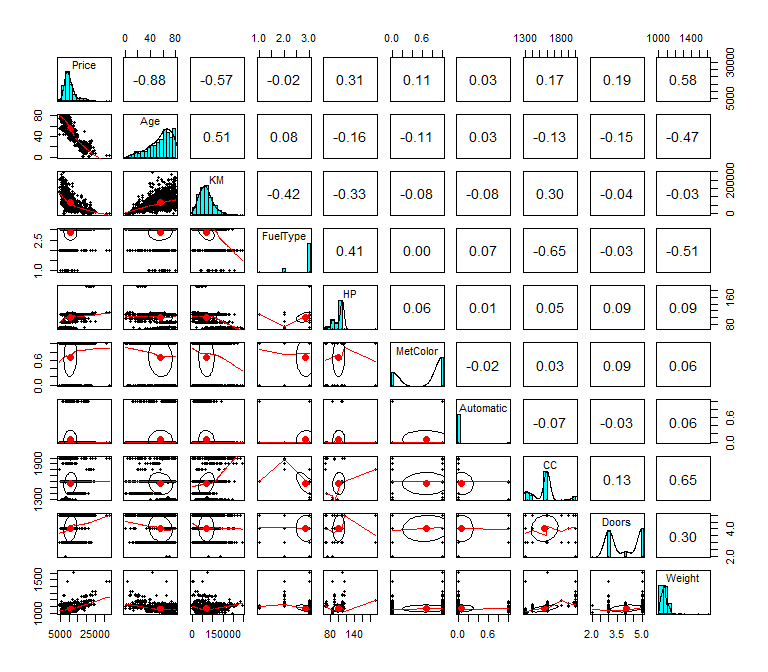 0 40 80 1.0 2.0 3.0 0.0 0.6 0.0 0.6 1300 1800 1000 1400
Price -0.88 -0.57 -0.02 0.31 0.11 0.03 0.17 0.19 0.58 5000 30000
0 40 80 Age 0.51 0.08 -0.16 -0.11 0.03 -0.13 -0.15 -0.47
KM -0.42 -0.33 -0.08 -0.08 0.30 -0.04 -0.03 0 200000
1.0 2.5 FuelType 0.41 0.00 0.07 -0.65 -0.03 -0.51
HP 0.06 0.01 0.05 0.09 0.09 80 160
0.0 0.6 MetColor -0.02 0.03 0.09 0.06
Automatic -0.07 -0.03 0.06 0.0 0.6
1300 1900 CC 0.13 0.65
Doors 0.30 2.0 4.0
1000 1500 Weight
5000 25000 0 150000 80 140 0.0 0.6 2.0 3.5 5.0